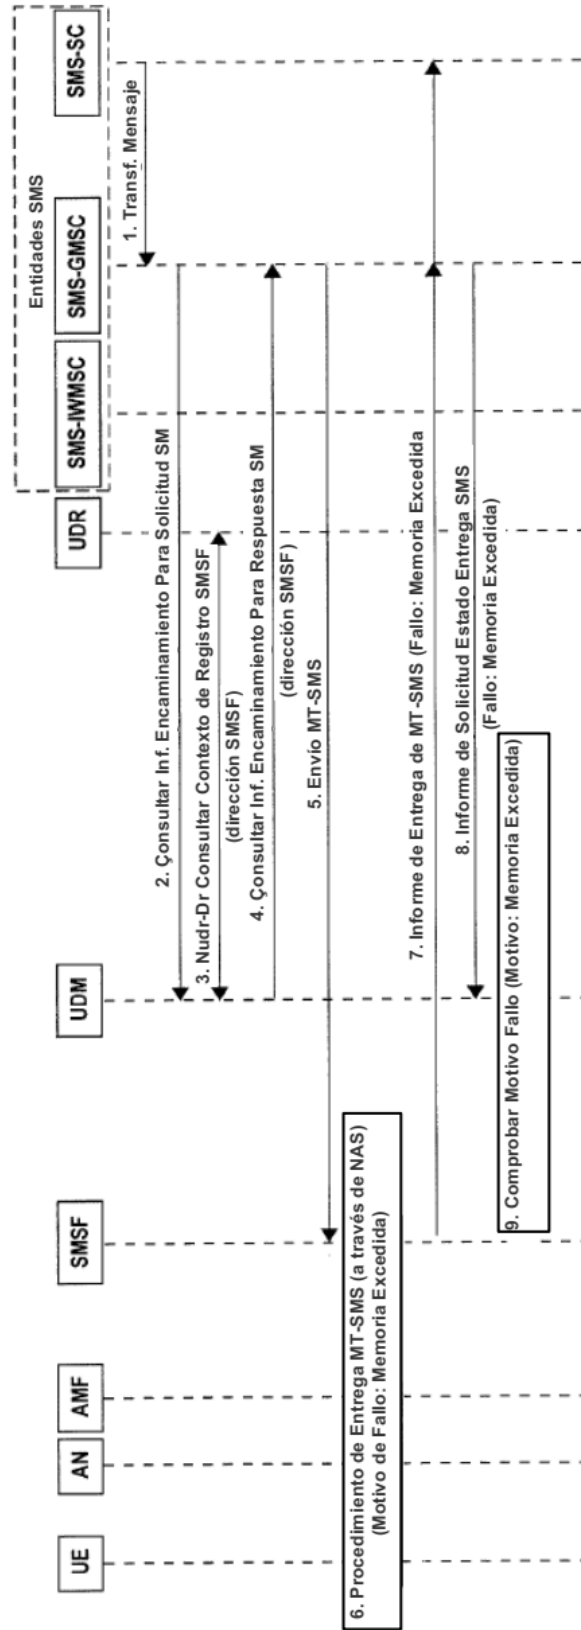 Entidades SMS
UE
AN
AMF
SMSF
UDM
UDR
SMS-IWMSC
SMS-GMSC
SMS-SC
1. Transf. Mensaje
2. Consultar Inf. Encaminamiento Para Solicitud SM
3. Nudr-Dr Consultar Contexto de Registro SMSF
(dirección SMSF)
4. Consultar Inf. Encaminamiento Para Respuesta SM
(dirección SMSF)
5. Envío MT-SMS
6. Procedimiento de Entrega MT-SMS (a través de NAS)
(Motivo de Fallo: Memoria Excedida)
7. Informe de Entrega de MT-SMS (Fallo: Memoria Excedida
8. Informe de Solicitud Estado Entrega SMS
(Fallo: Memoria Excedida)
9. Comprobar Motivo Fallo (Motivo: Memoria Excedida)